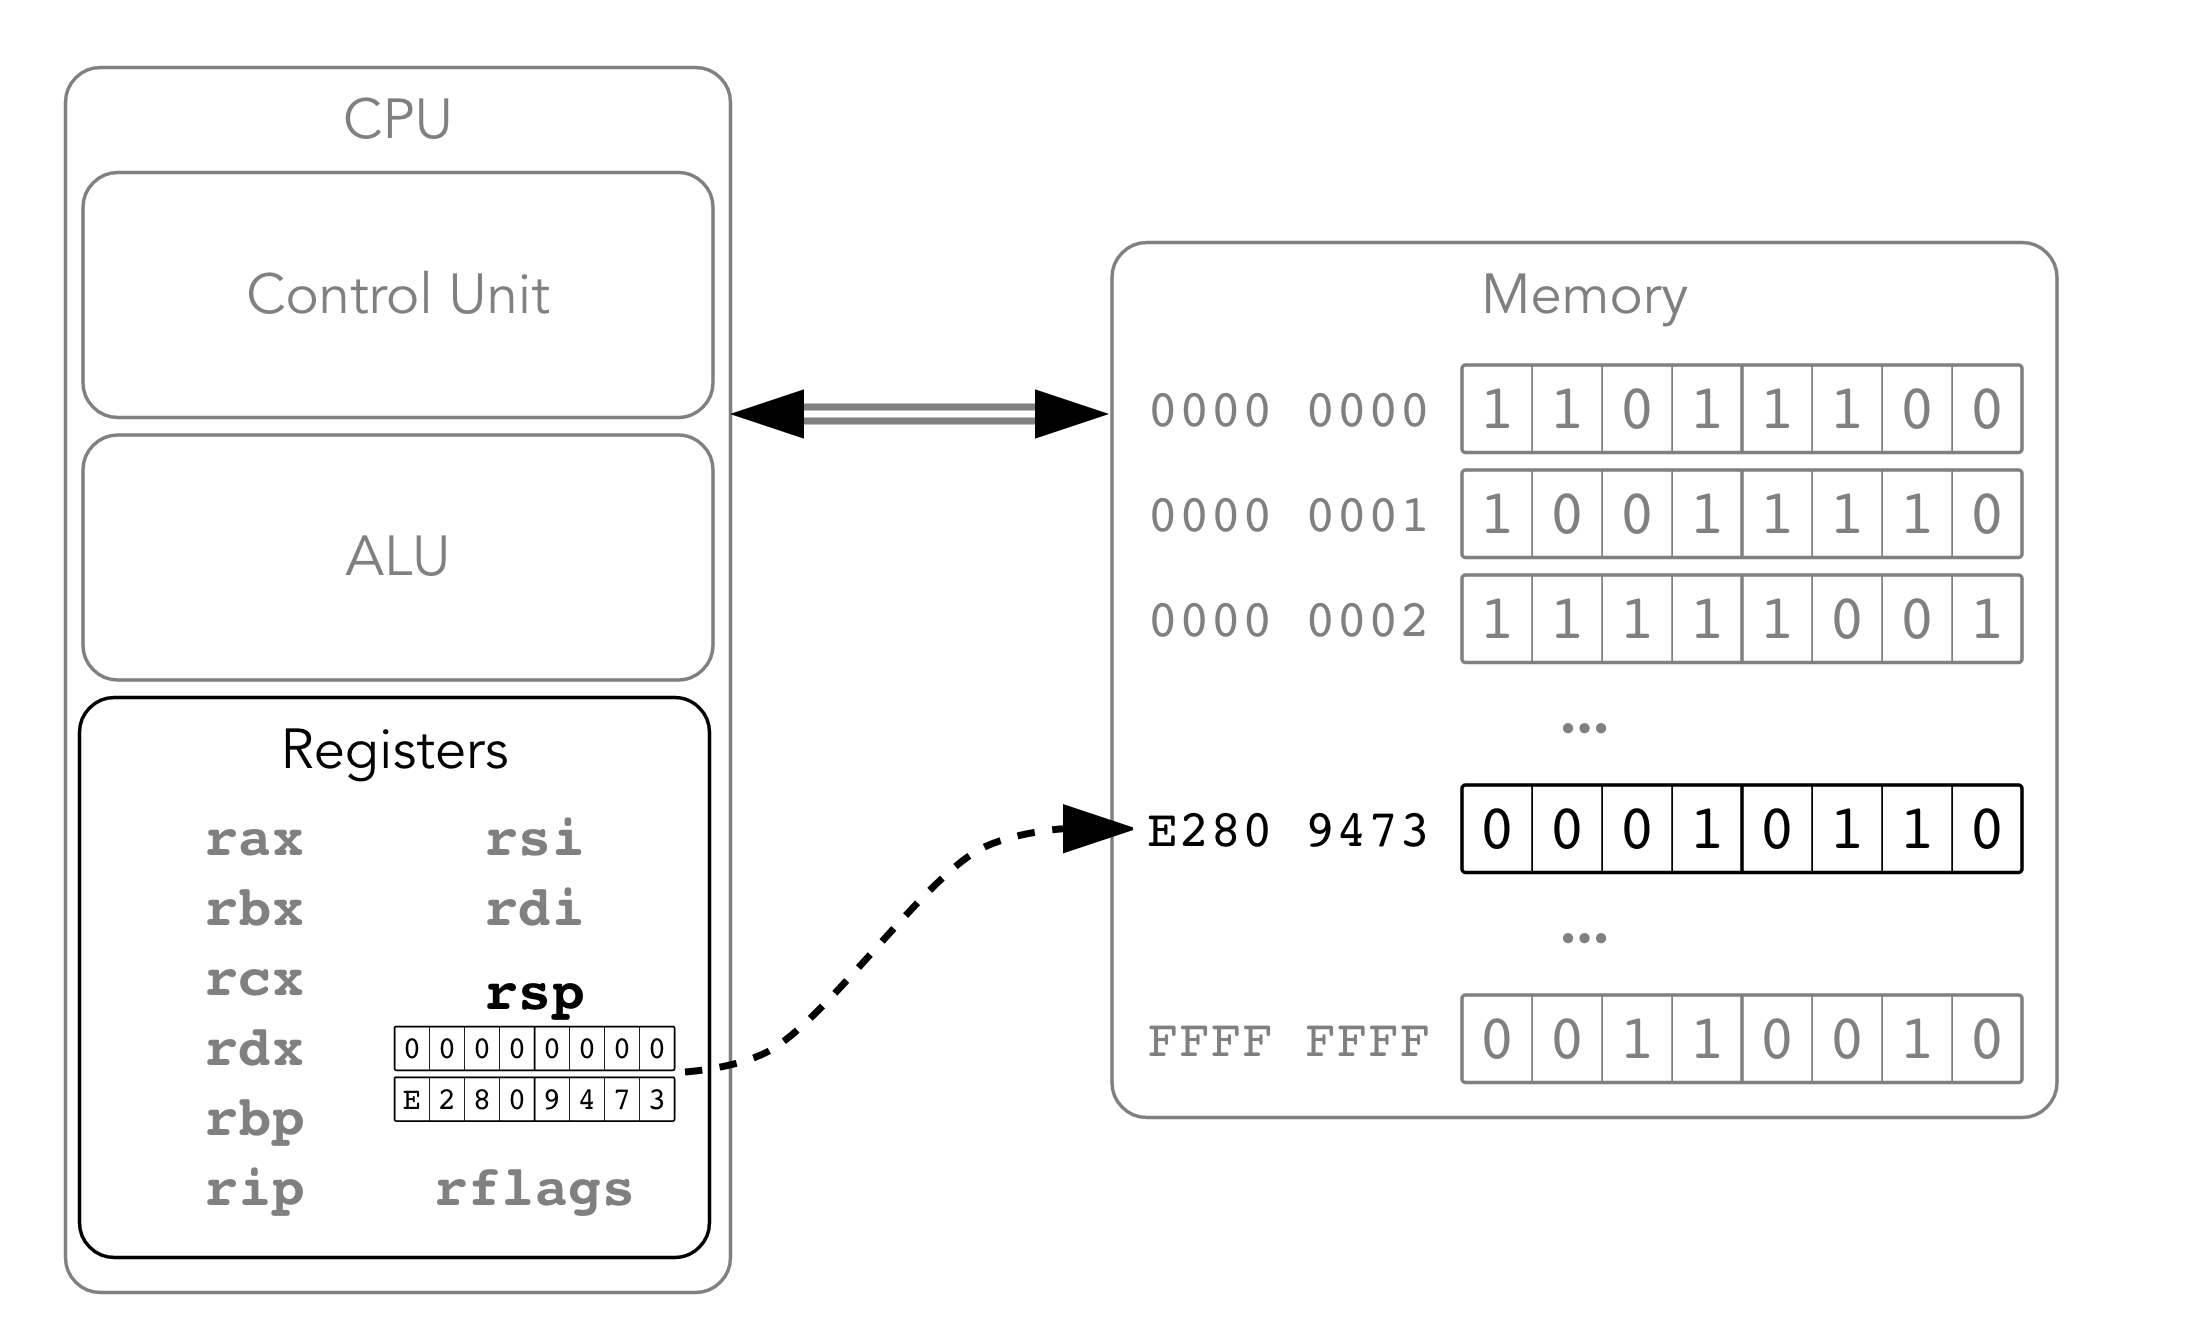 CPU
Control Unit
ALU
Registers
rax rsi
rbx rdi
rcx rsp
0 0 0 0 0 0 0 0
rdx
E 2 8 0 9 4 7 3
rbp
rip rflags
Memory
0000 0000 1 1 0 1 1 1 0 0
0000 0001 1 0 0 1 1 1 1 0
0000 0002 1 1 1 1 1 0 0 1
...
E280 9473 0 0 0 1 0 1 1 0
...
FFFF FFFF 0 0 1 1 0 0 1 0